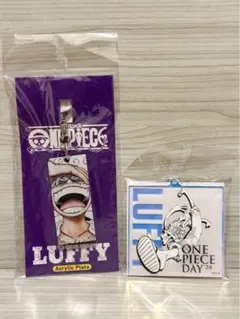 ONE PIECE
LUFFY
Acrylic Plate
LUFFY
ONE
PIECE
DAY'24